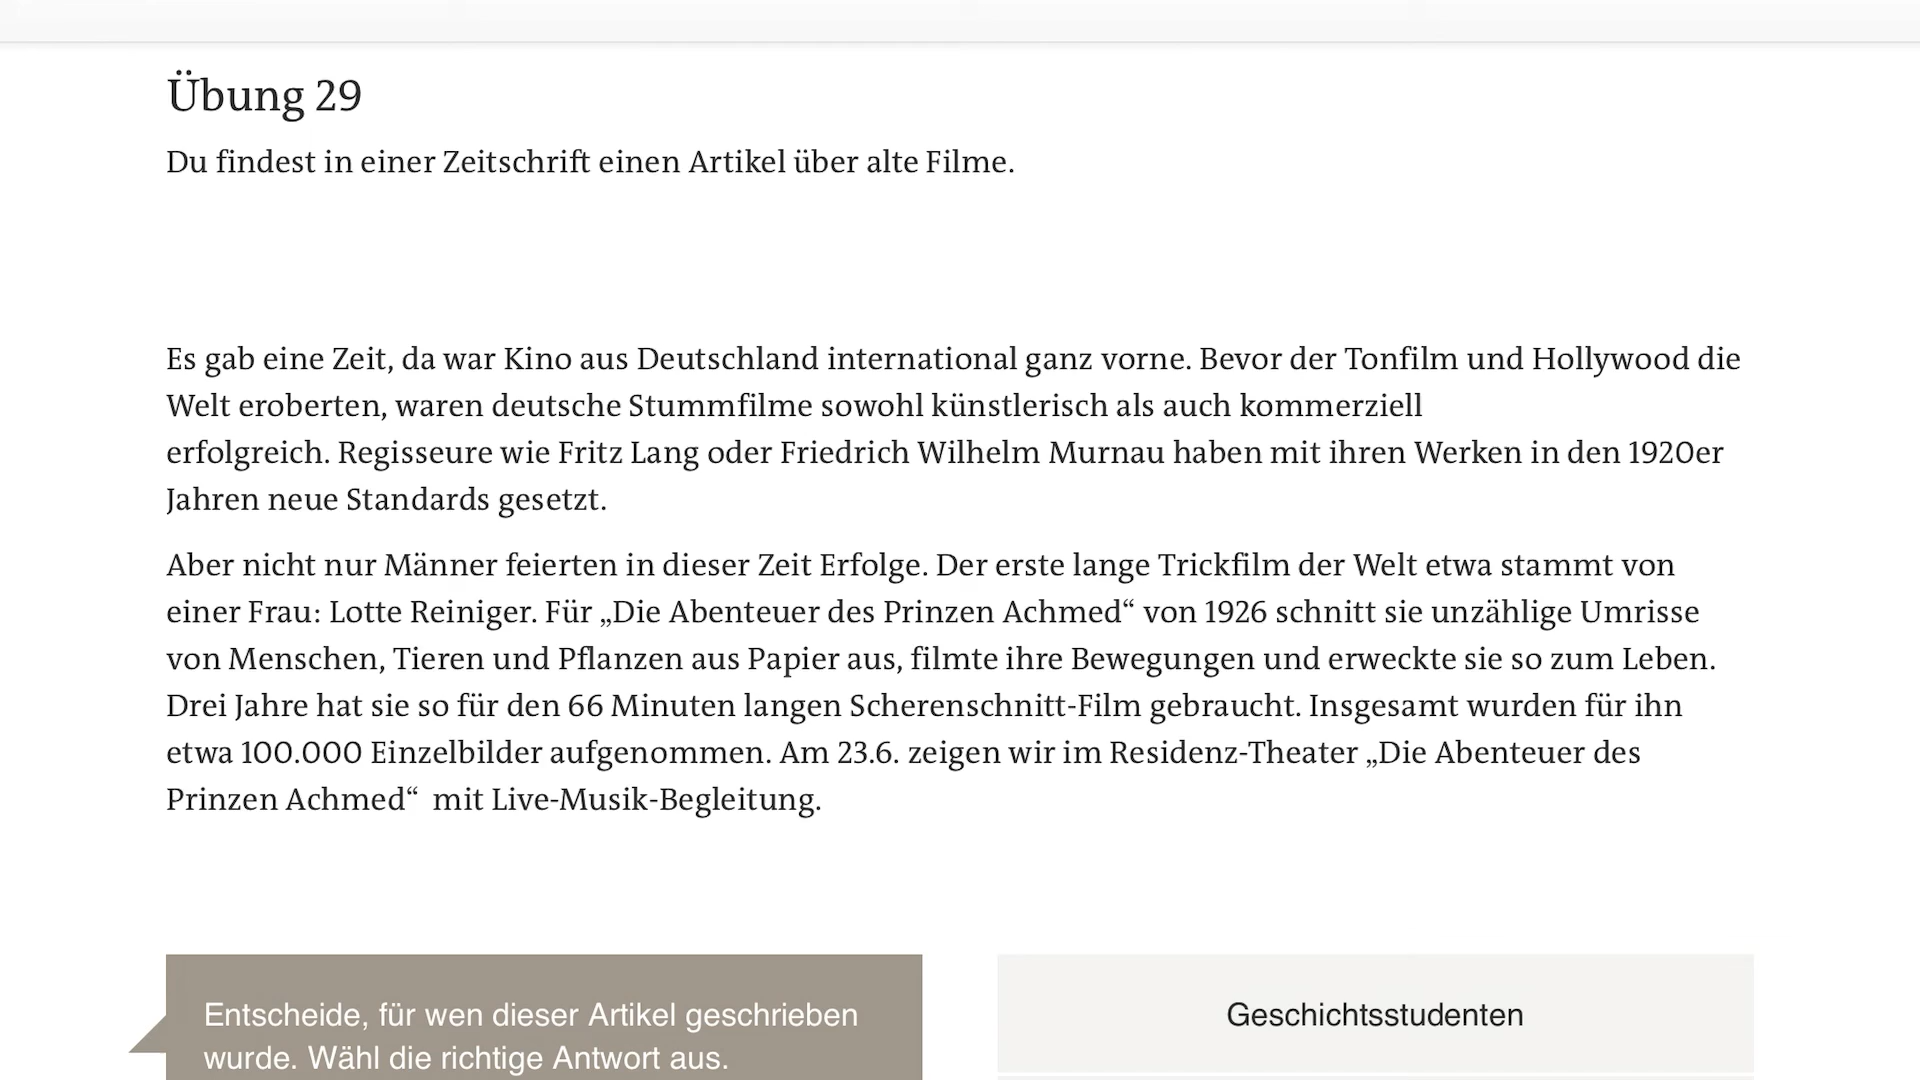 Übung 29
Du findest in einer Zeitschrift einen Artikel über alte Filme.
Es gab eine Zeit, da war Kino aus Deutschland international ganz vorne. Bevor der Tonfilm und Hollywood die
Welt eroberten, waren deutsche Stummfilme sowohl künstlerisch als auch kommerziell
erfolgreich. Regisseure wie Fritz Lang oder Friedrich Wilhelm Murnau haben mit ihren Werken in den 1920er
Jahren neue Standards gesetzt.
Aber nicht nur Männer feierten in dieser Zeit Erfolge. Der erste lange Trickfilm der Welt etwa stammt von
einer Frau: Lotte Reiniger. Für „Die Abenteuer des Prinzen Achmed“ von 1926 schnitt sie unzählige Umrisse
von Menschen, Tieren und Pflanzen aus Papier aus, filmte ihre Bewegungen und erweckte sie so zum Leben.
Drei Jahre hat sie so für den 66 Minuten langen Scherenschnitt-Film gebraucht. Insgesamt wurden für ihn
etwa 100.000 Einzelbilder aufgenommen. Am 23.6. zeigen wir im Residenz-Theater „Die Abenteuer des
Prinzen Achmed“ mit Live-Musik-Begleitung.
Entscheide, für wen dieser Artikel geschrieben
wurde. Wähl die richtige Antwort aus.
Geschichtsstudenten